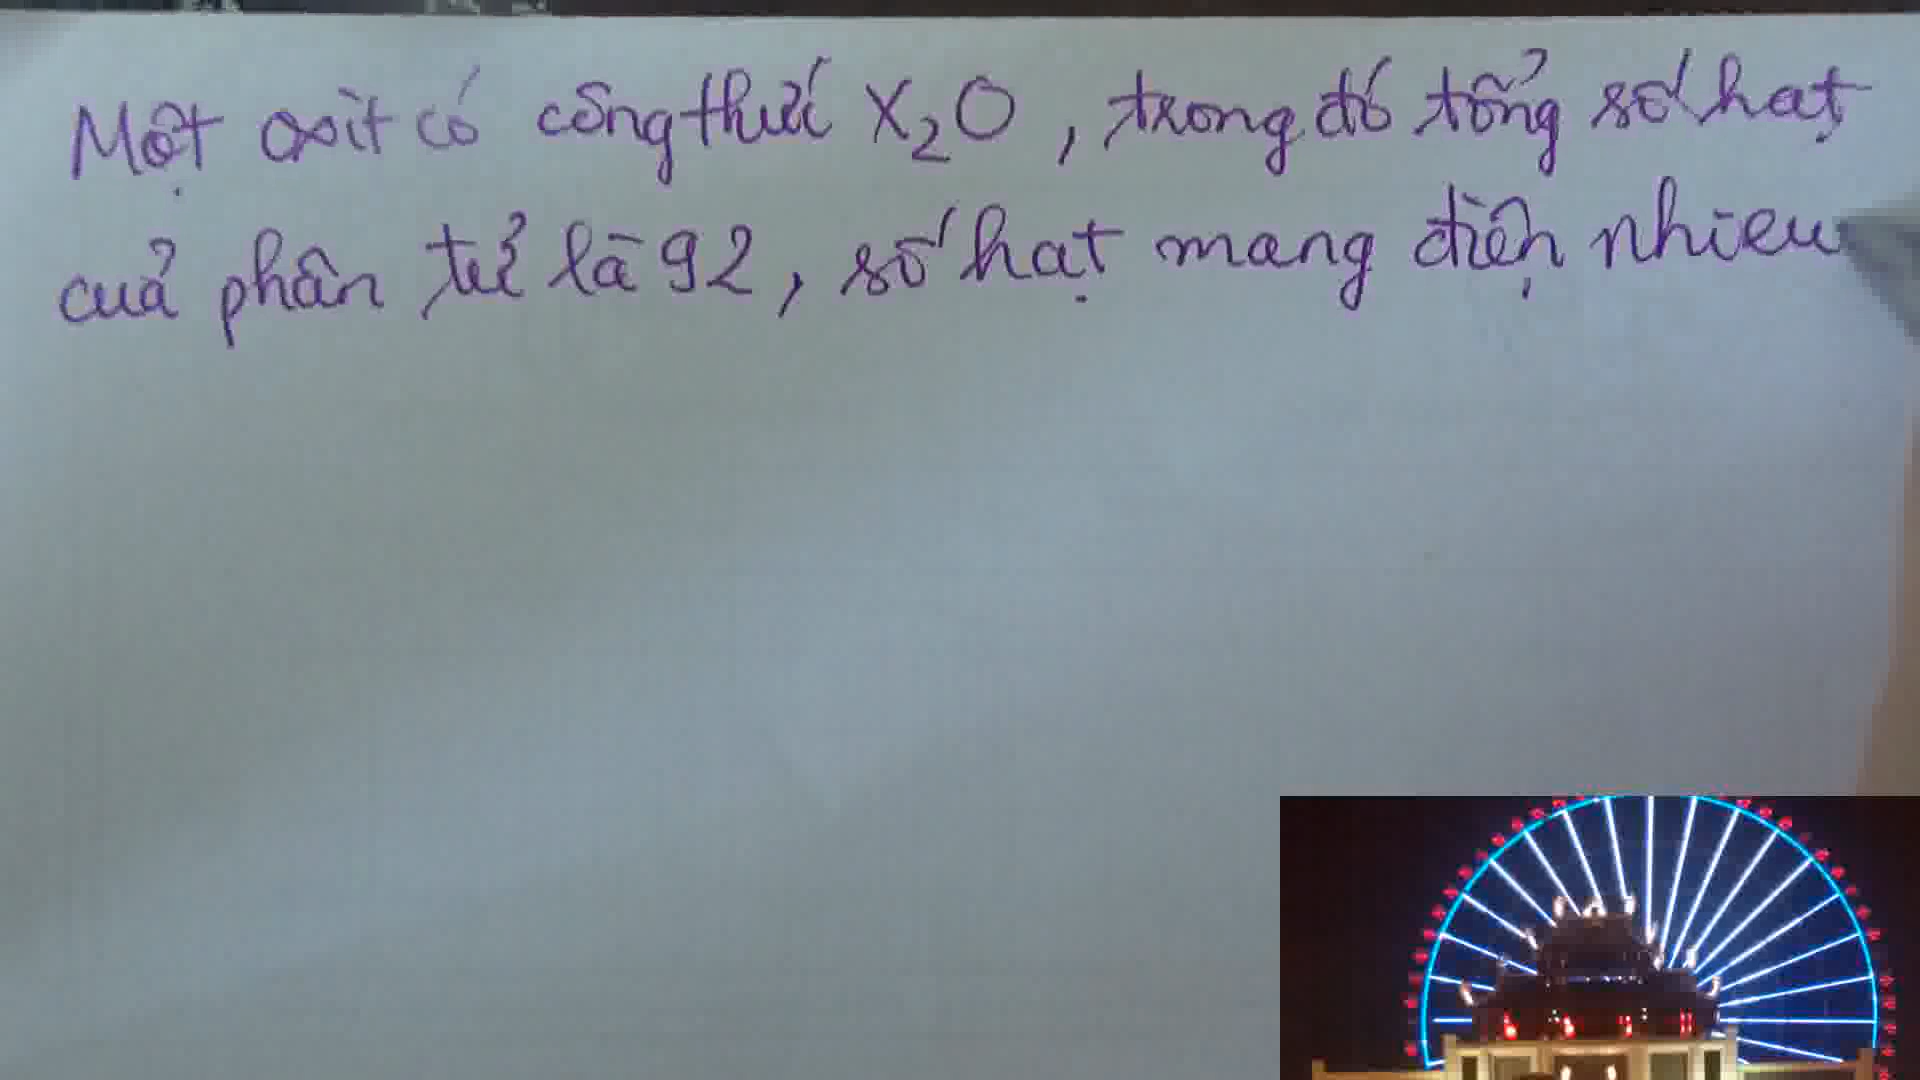 Một oxit có công thức X₂O, trong đó tổng số hạt
của phân tử là 92, số hạt mang điện nhieu